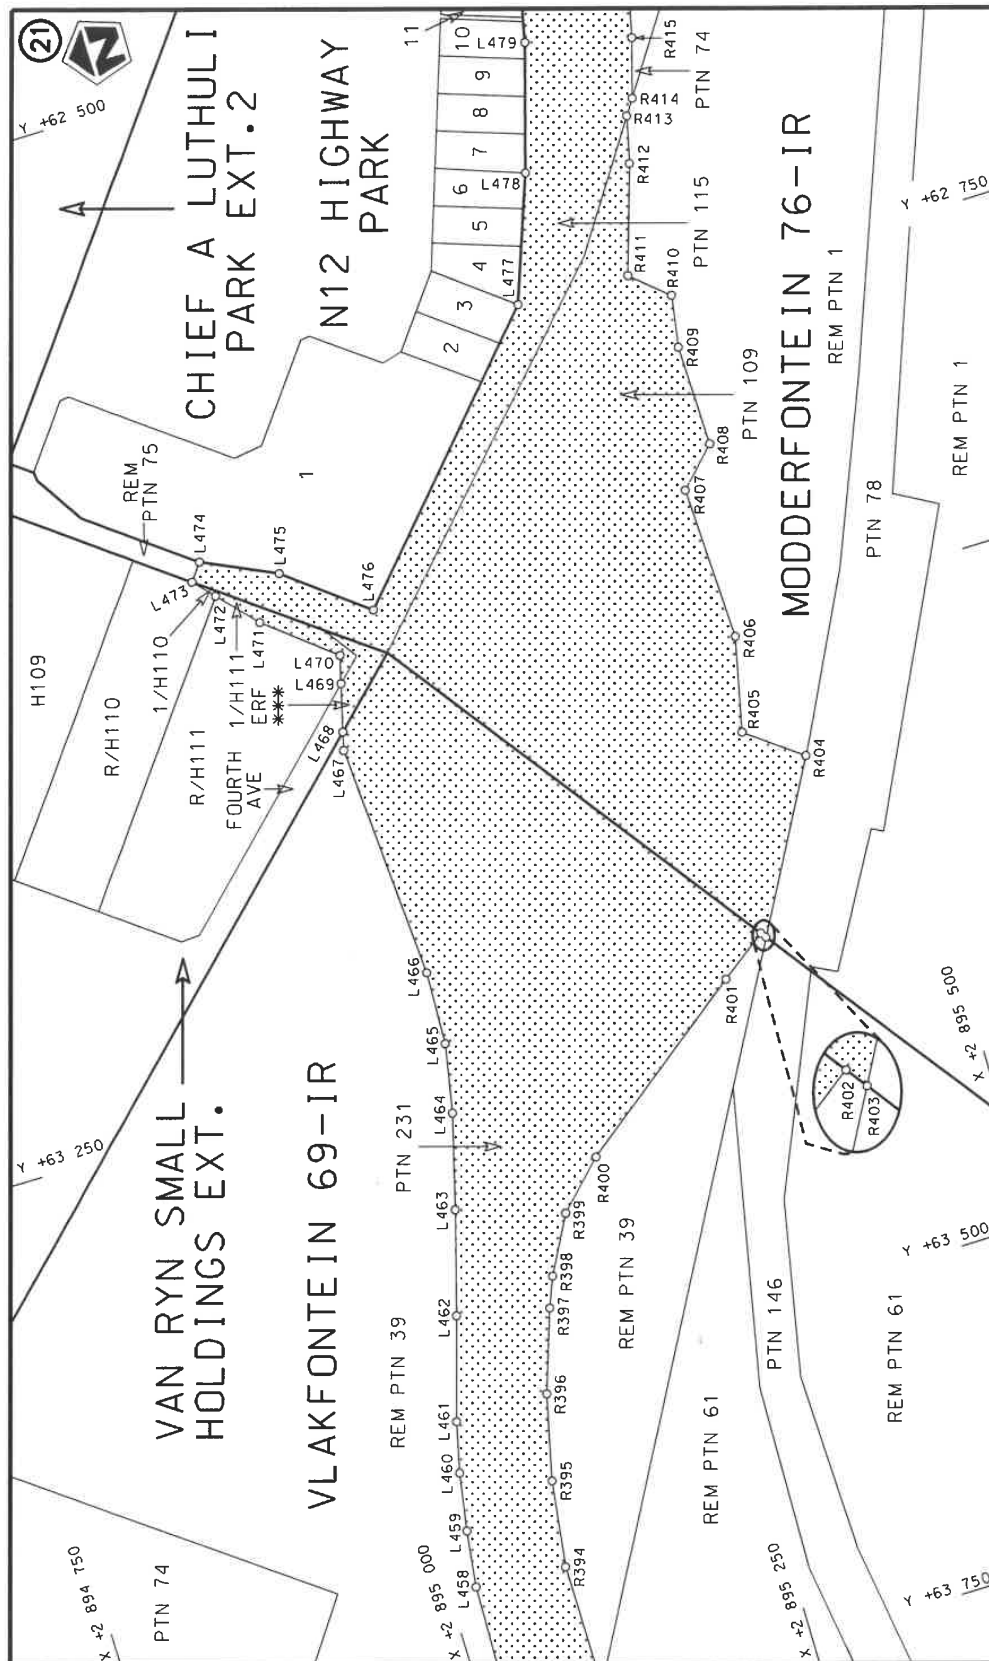 21
Y +62 500
CHIEF A LUTHULI
PARK EXT.2
N12 HIGHWAY
PARK
11
10
9
8
7
6
5
4
3
2
1
L479
L478
L477
L476
L475
L474
L473
L472
L471
L470
L469
L468
L467
L466
L465
L464
L463
L462
L461
L460
L459
L458
R415
PTN 74
R414
R413
R412
PTN 115
R411
R410
R409
PTN 109
R408
R407
R406
R405
R404
R401
R402
R403
R400
R399
R398
R397
R396
R395
R394
Y +62 750
MODDERFONTEIN 76-IR
REM PTN 1
PTN 78
REM PTN 1
REM
PTN 75
H109
R/H110
1/H110
R/H111
1/H111
ERF
***
FOURTH
AVE
VAN RYN SMALL
HOLDINGS EXT.
Y +63 250
VLAKFONTEIN 69-IR
PTN 231
REM PTN 39
REM PTN 39
X +2 895 500
Y +63 500
PTN 146
REM PTN 61
REM PTN 61
PTN 74
X +2 894 750
X +2 895 000
X +2 895 250
Y +63 750